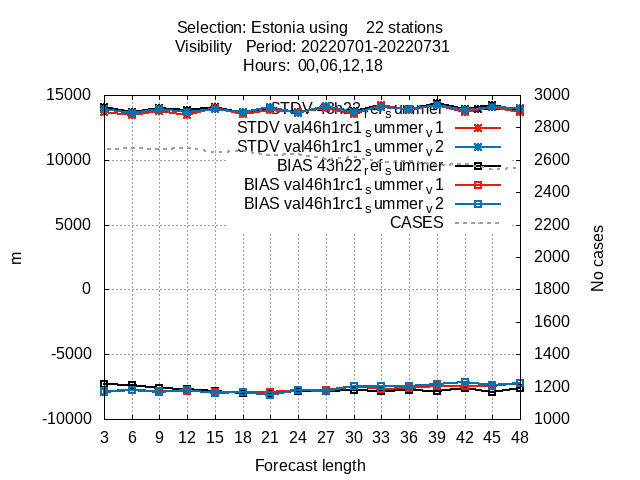 Selection: Estonia using 22 stations
Visibility Period: 20220701-20220731
Hours: 00,06,12,18
15000
10000
5000
0
-5000
-10000
m
STDV 43h22_ref_summer
STDV val46h1rc1_summer_v1
STDV val46h1rc1_summer_v2
BIAS 43h22_ref_summer
BIAS val46h1rc1_summer_v1
BIAS val46h1rc1_summer_v2
CASES
3000
2800
2600
2400
2200
2000
1800
1600
1400
1200
1000
No cases
3 6 9 12 15 18 21 24 27 30 33 36 39 42 45 48
Forecast length